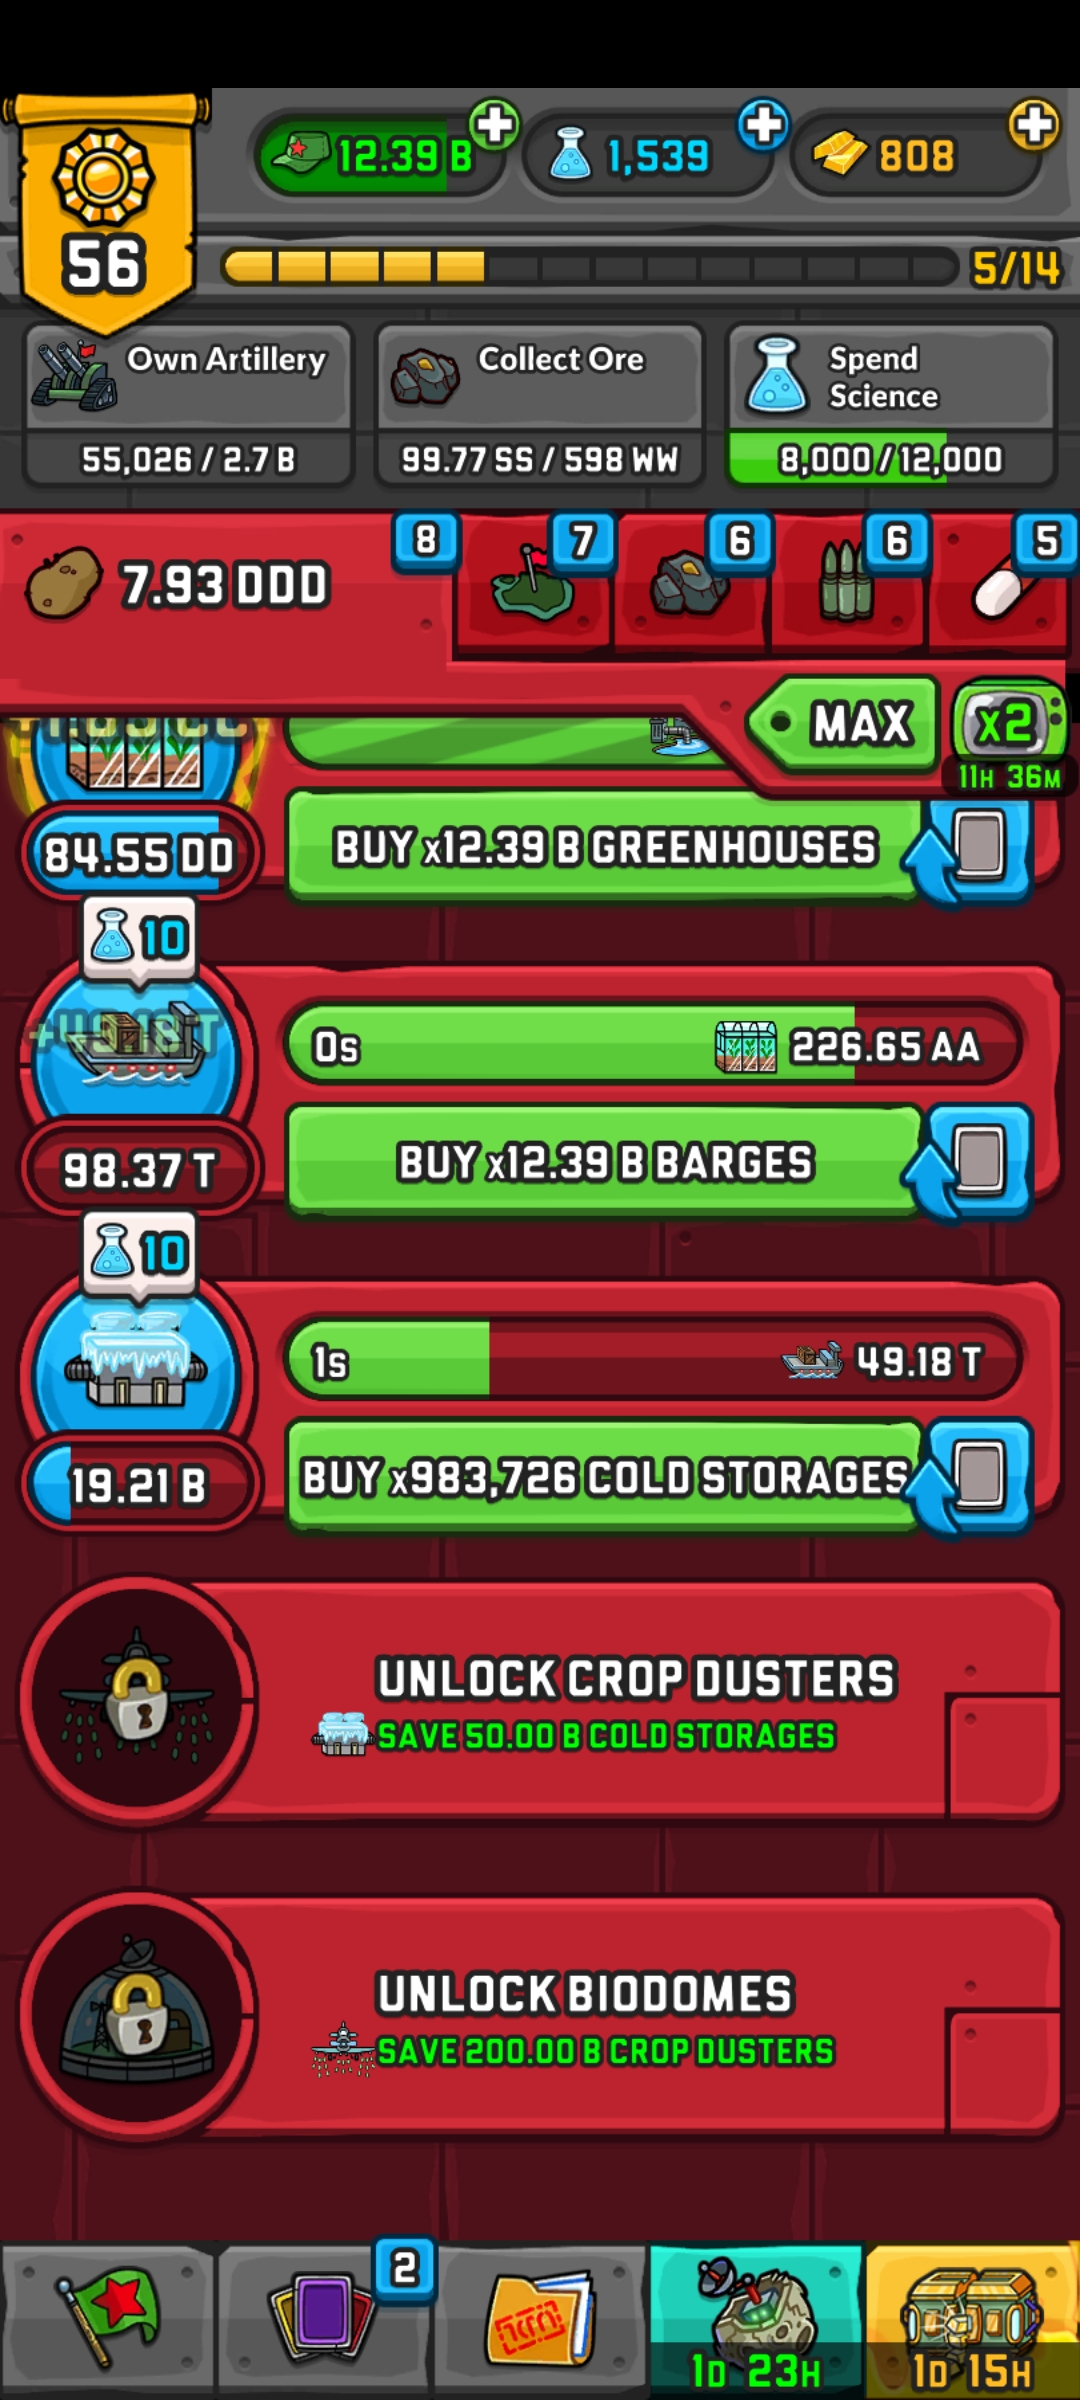 12.39 B
1,539
808
56
5/14
Own Artillery
Collect Ore
Spend
Science
55,026 / 2.7 B
99.77 SS / 598 WW
8,000 / 12,000
8
7
6
6
5
7.93 DDD
MAX
X2
11H 36M
84.55 DD
BUY x12.39 B GREENHOUSES
10
+49.18 T
0s
226.65 AA
98.37 T
BUY x12.39 B BARGES
10
1s
49.18 T
19.21 B
BUY x983,726 COLD STORAGES
UNLOCK CROP DUSTERS
SAVE 50.00 B COLD STORAGES
UNLOCK BIODOMES
SAVE 200.00 B CROP DUSTERS
2
1D 23H
1D 15H